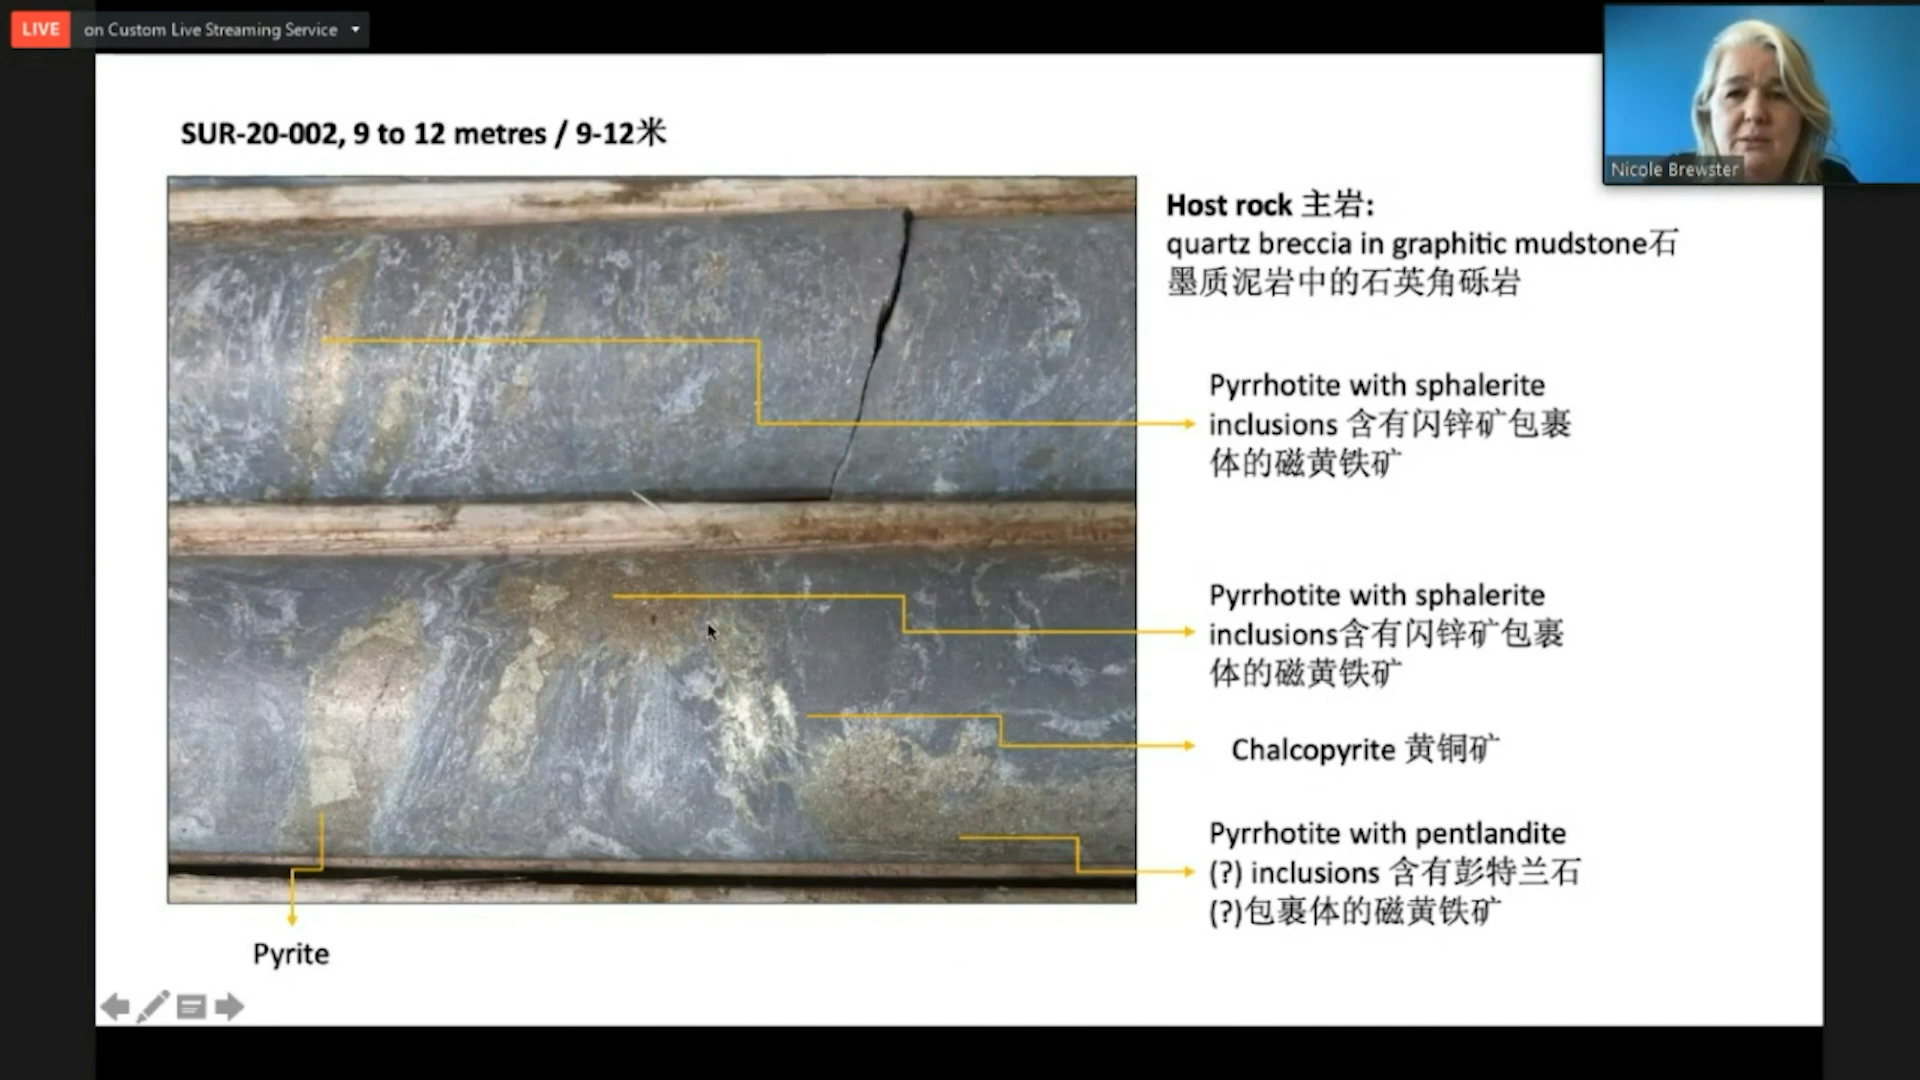 LIVE on Custom Live Streaming Service
Nicole Brewster
SUR-20-002, 9 to 12 metres / 9-12米
Host rock 主岩:
quartz breccia in graphitic mudstone石
墨质泥岩中的石英角砾岩
Pyrrhotite with sphalerite
inclusions 含有闪锌矿包裹
体的磁黄铁矿
Pyrrhotite with sphalerite
inclusions含有闪锌矿包裹
体的磁黄铁矿
Chalcopyrite 黄铜矿
Pyrrhotite with pentlandite
(?) inclusions 含有彭特兰石
(?)包裹体的磁黄铁矿
Pyrite